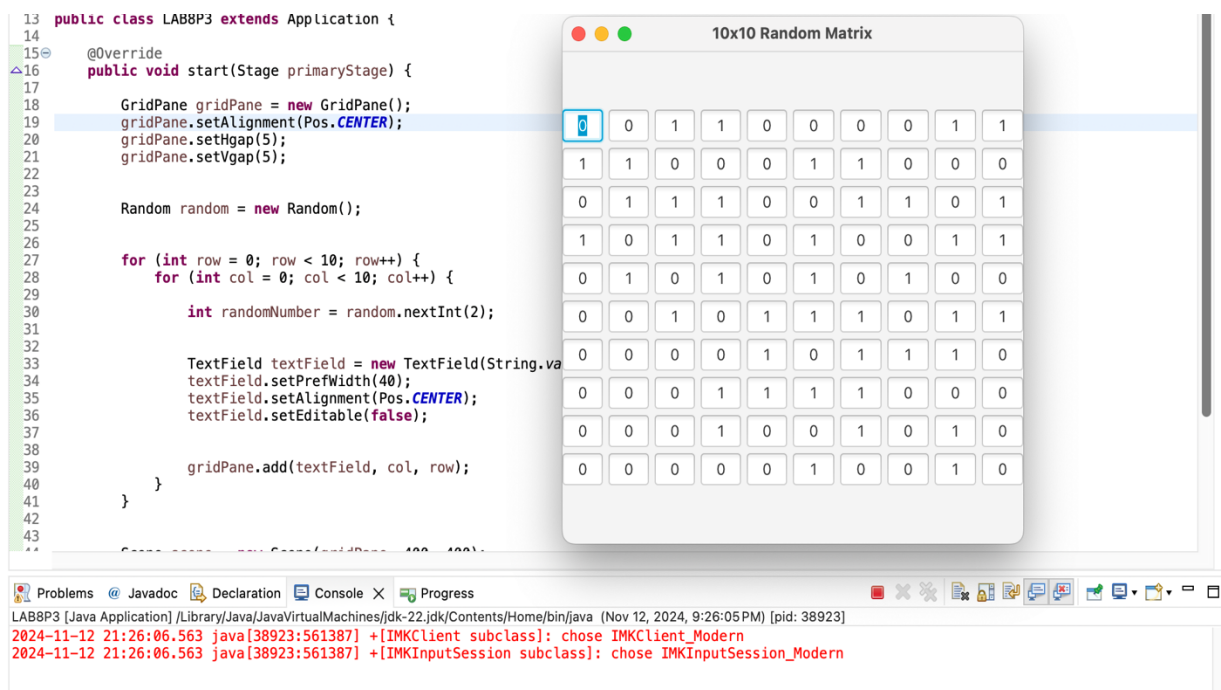 13 public class LAB8P3 extends Application {
14
15 @Override
16 public void start(Stage primaryStage) {
17
18 GridPane gridPane = new GridPane();
19 gridPane.setAlignment(Pos.CENTER);
20 gridPane.setHgap(5);
21 gridPane.setVgap(5);
22
23
24 Random random = new Random();
25
26
27 for (int row = 0; row < 10; row++) {
28 for (int col = 0; col < 10; col++) {
29
30 int randomNumber = random.nextInt(2);
31
32
33 TextField textField = new TextField(String.va
34 textField.setPrefWidth(40);
35 textField.setAlignment(Pos.CENTER);
36 textField.setEditable(false);
37
38
39 gridPane.add(textField, col, row);
40 }
41 }
42
43
10x10 Random Matrix
0 0 1 1 0 0 0 0 1 1
1 1 0 0 0 1 1 0 0 0
0 1 1 1 0 0 1 1 0 1
1 0 1 1 0 1 0 0 1 1
0 1 0 1 0 1 0 1 0 0
0 0 1 0 1 1 1 0 1 1
0 0 0 0 1 0 1 1 1 0
0 0 0 1 1 1 1 0 0 0
0 0 0 1 0 0 1 0 1 0
0 0 0 0 0 1 0 0 1 0
Problems @ Javadoc Declaration Console Progress
LAB8P3 [Java Application] /Library/Java/JavaVirtualMachines/jdk-22.jdk/Contents/Home/bin/java (Nov 12, 2024, 9:26:05 PM) [pid: 38923]
2024-11-12 21:26:06.563 java[38923:561387] +[IMKClient subclass]: chose IMKClient_Modern
2024-11-12 21:26:06.563 java[38923:561387] +[IMKInputSession subclass]: chose IMKInputSession_Modern